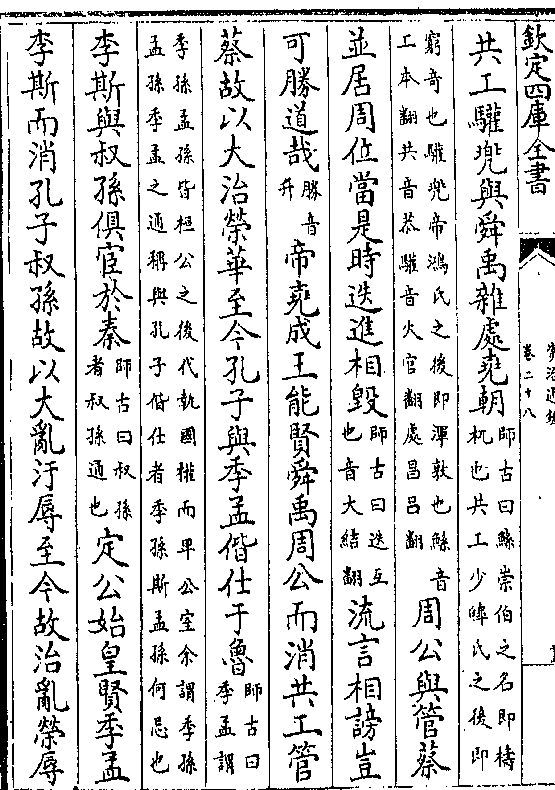 欽定四庫全書
資治通鑑
卷二十八
共工驩兜與舜禹雜處堯朝師古曰鯀崇伯之名即檮杌也共工少皥氏之後即
窮竒也驩兜帝鴻氏之後即渾敦也鯀音工本翻共音恭驩音火官翻處昌吕翻周公與管蔡
並居周位當是時迭進相毁師古曰迭互也音大結翻流言相謗豈
可勝道哉勝音升帝堯成王能賢舜禹周公而消共工管
蔡故以大治榮華至今孔子與季孟偕仕于魯師古曰季孟謂
季孫孟孫皆桓公之後代執國權而卑公室余謂季孫孟孫季孟之通稱與孔子偕仕者季孫斯孟孫何忌也
李斯與叔孫俱宦於秦師古曰叔孫者叔孫通也定公始皇賢季孟
李斯而消孔子叔孫故以大亂汙辱至今故治亂榮辱